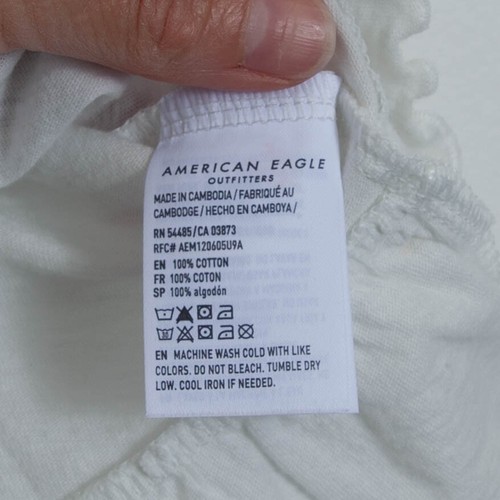 AMERICAN EAGLE
OUTFITTERS
MADE IN CAMBODIA / FABRIQUÉ AU
CAMBODGE / HECHO EN CAMBOYA /
RN 54485/CA 03873
RFC# AEM120605U9A
EN 100% COTTON
FR 100% COTON
SP 100% algodón
EN MACHINE WASH COLD WITH LIKE
COLORS. DO NOT BLEACH. TUMBLE DRY
LOW. COOL IRON IF NEEDED.